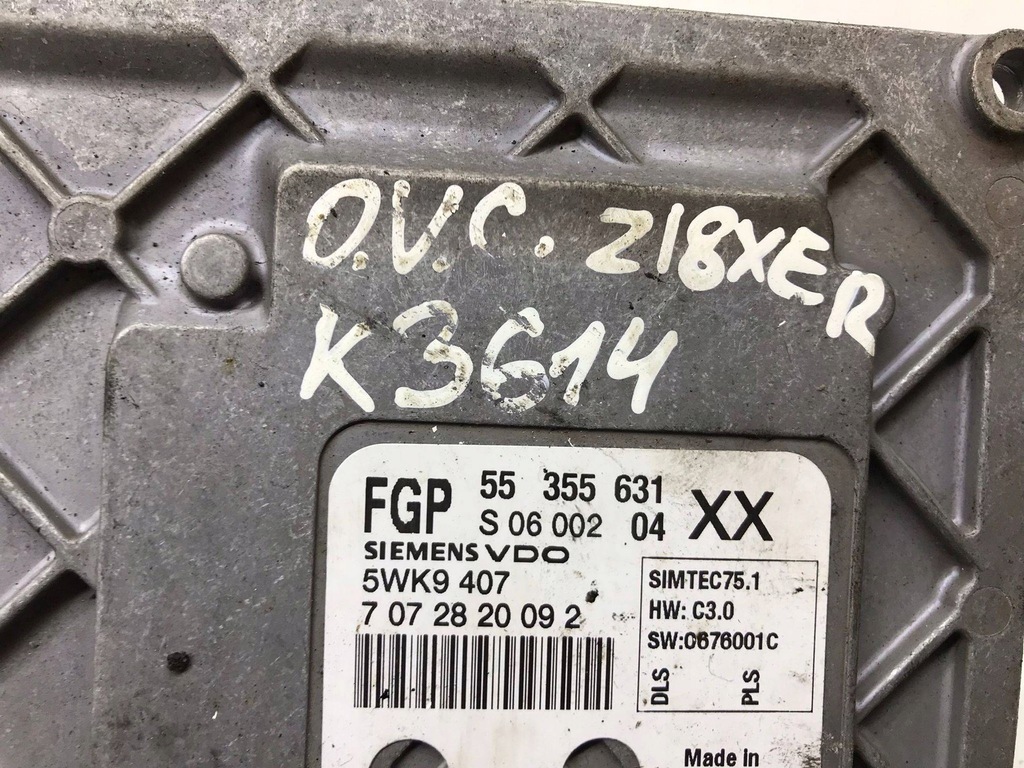 O.V.C. Z18XER
K3614
FGP 55 355 631 XX
S 06 002 04
SIEMENS VDO
5WK9 407
7 07 28 20 09 2
SIMTEC75.1
HW: C3.0
SW:0676001C
DLS PLS
Made in